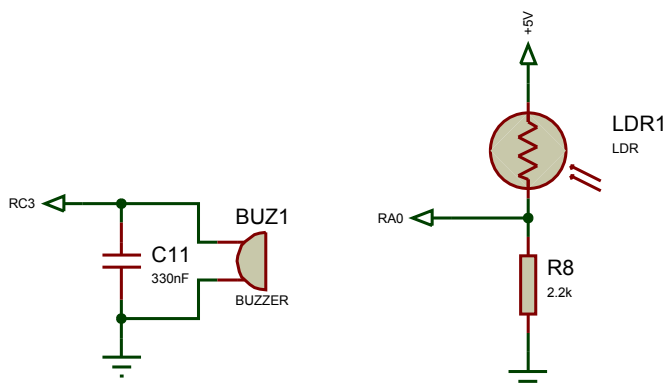 RC3
C11
330nF
BUZ1
BUZZER
+5V
LDR1
LDR
RA0
R8
2.2k